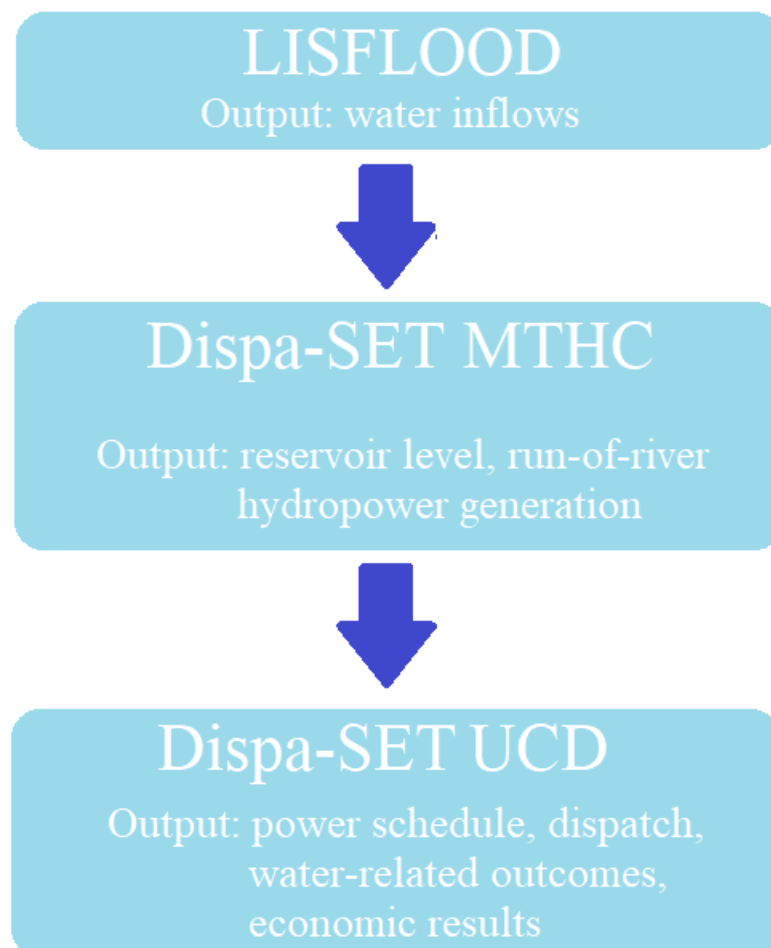 LISFLOOD
Output: water inflows
Dispa-SET MTHC
Output: reservoir level, run-of-river
hydropower generation
Dispa-SET UCD
Output: power schedule, dispatch,
water-related outcomes,
economic results